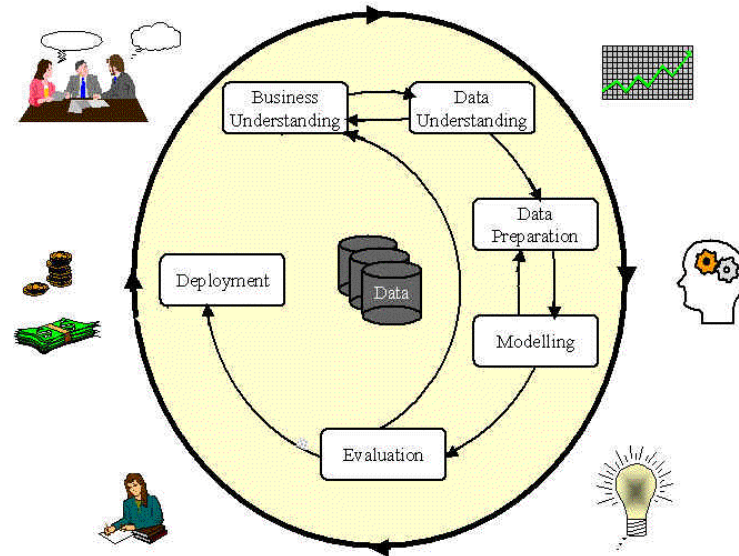 Business
Understanding
Data
Understanding
Data
Preparation
Deployment
Data
Modelling
Evaluation